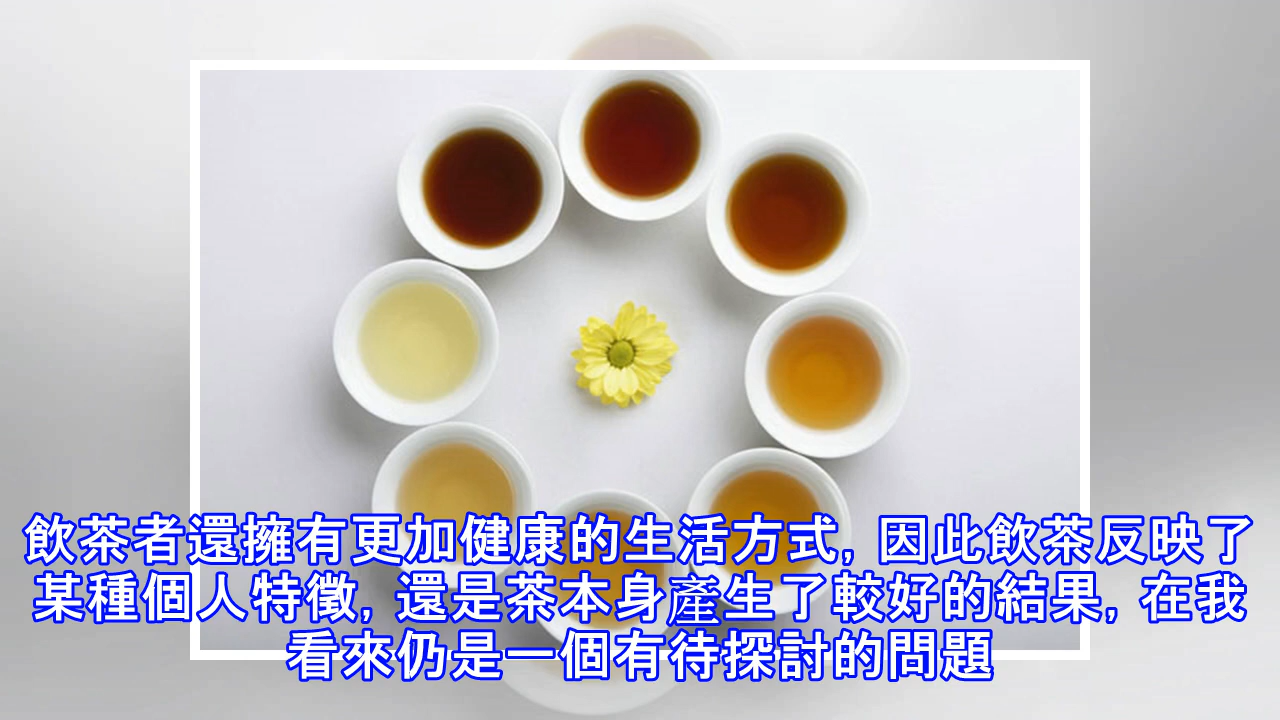 飲茶者還擁有更加健康的生活方式, 因此飲茶反映了
某種個人特徵, 還是茶本身產生了較好的結果, 在我
看來仍是一個有待探討的問題